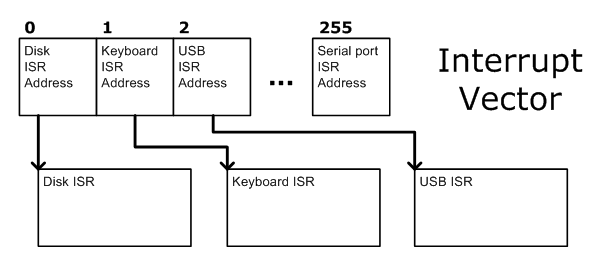 0 1 2 255
Disk
ISR
Address
Keyboard
ISR
Address
USB
ISR
Address
...
Serial port
ISR
Address
Interrupt
Vector
Disk ISR
Keyboard ISR
USB ISR